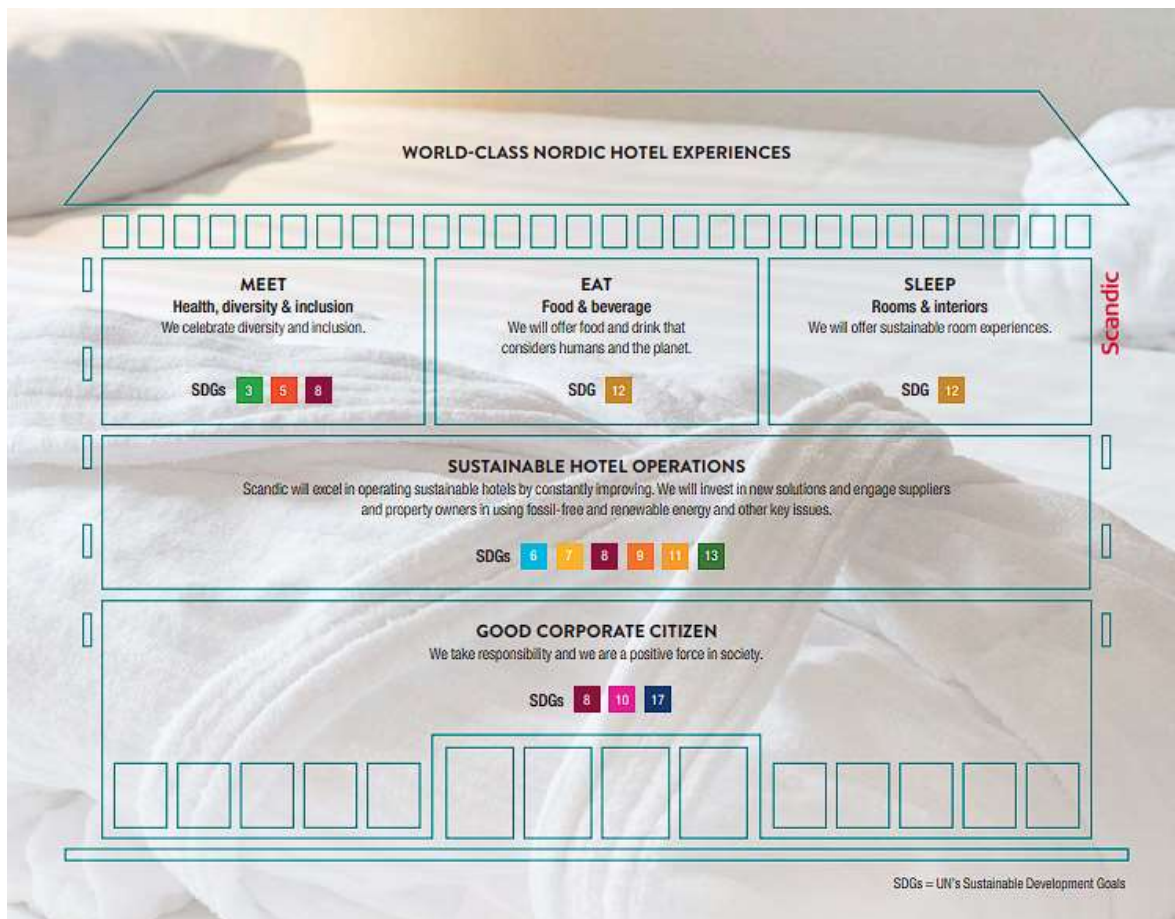 WORLD-CLASS NORDIC HOTEL EXPERIENCES
MEET
Health, diversity & inclusion
We celebrate diversity and inclusion.
SDGs 3 5 8
EAT
Food & beverage
We will offer food and drink that
considers humans and the planet.
SDG 12
SLEEP
Rooms & interiors
We will offer sustainable room experiences.
SDG 12
Scandic
SUSTAINABLE HOTEL OPERATIONS
Scandic will excel in operating sustainable hotels by constantly improving. We will invest in new solutions and engage suppliers
and property owners in using fossil-free and renewable energy and other key issues.
SDGs 6 7 8 9 11 13
GOOD CORPORATE CITIZEN
We take responsibility and we are a positive force in society.
SDGs 8 10 17
SDGs = UN's Sustainable Development Goals